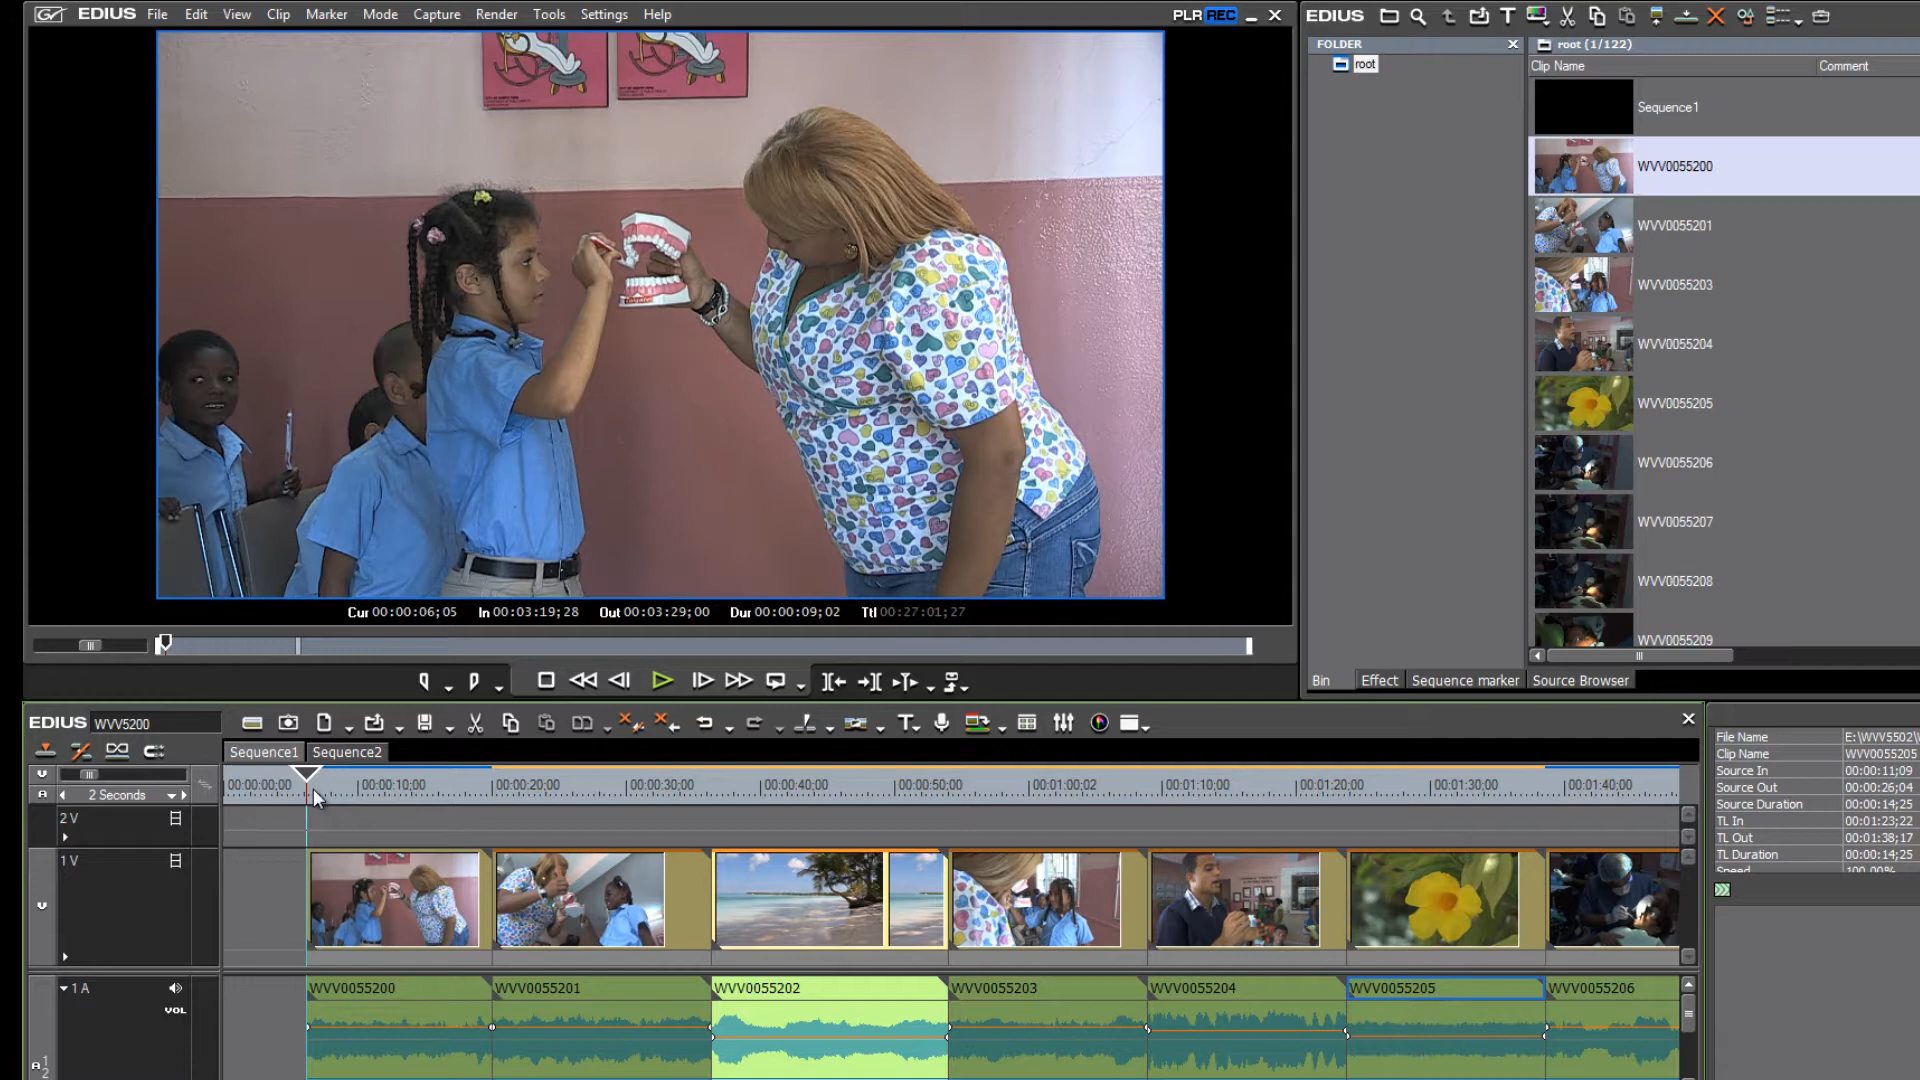 EDIUS File Edit View Clip Marker Mode Capture Render Tools Settings Help PLR REC
Cur 00:00:06;05 In 00:03:19;28 Out 00:03:29;00 Dur 00:00:09;02 Ttl 00:27:01;27
EDIUS
FOLDER
root
root (1/122)
Clip Name Comment
Sequence1
WVV0055200
WVV0055201
WVV0055203
WVV0055204
WVV0055205
WVV0055206
WVV0055207
WVV0055208
WVV0055209
Bin Effect Sequence marker Source Browser
EDIUS WVV5200
Sequence1 Sequence2
2 Seconds
00:00:00;00 00:00:10;00 00:00:20;00 00:00:30;00 00:00:40;00 00:00:50;00 00:01:00;02 00:01:10;00 00:01:20;00 00:01:30;00 00:01:40;00
2 V
1 V
1 A
VOL
1
2
WVV0055200 WVV0055201 WVV0055202 WVV0055203 WVV0055204 WVV0055205 WVV0055206
File Name E:\WVV5502\
Clip Name WVV0055205
Source In 00:00:11;09
Source Out 00:00:26;04
Source Duration 00:00:14;25
TL In 00:01:23;22
TL Out 00:01:38;17
TL Duration 00:00:14;25
Speed 100.00%